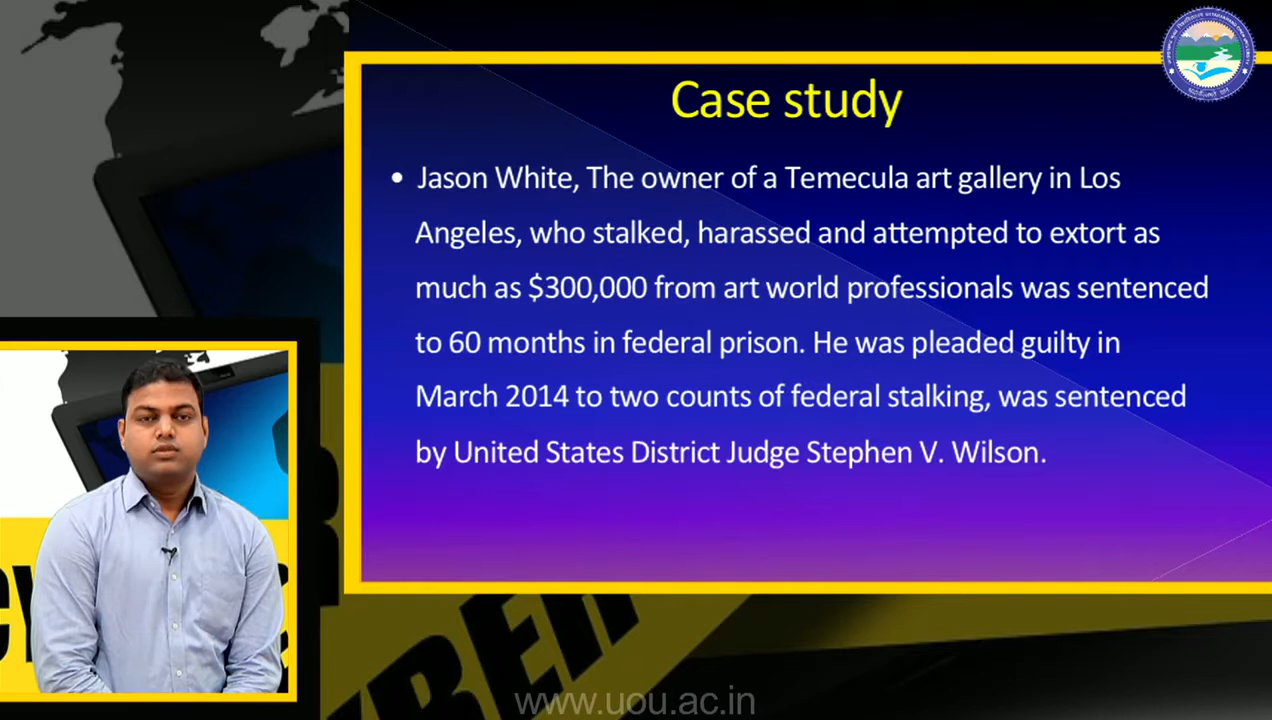 Case study
• Jason White, The owner of a Temecula art gallery in Los
Angeles, who stalked, harassed and attempted to extort as
much as $300,000 from art world professionals was sentenced
to 60 months in federal prison. He was pleaded guilty in
March 2014 to two counts of federal stalking, was sentenced
by United States District Judge Stephen V. Wilson.
www.uou.ac.in